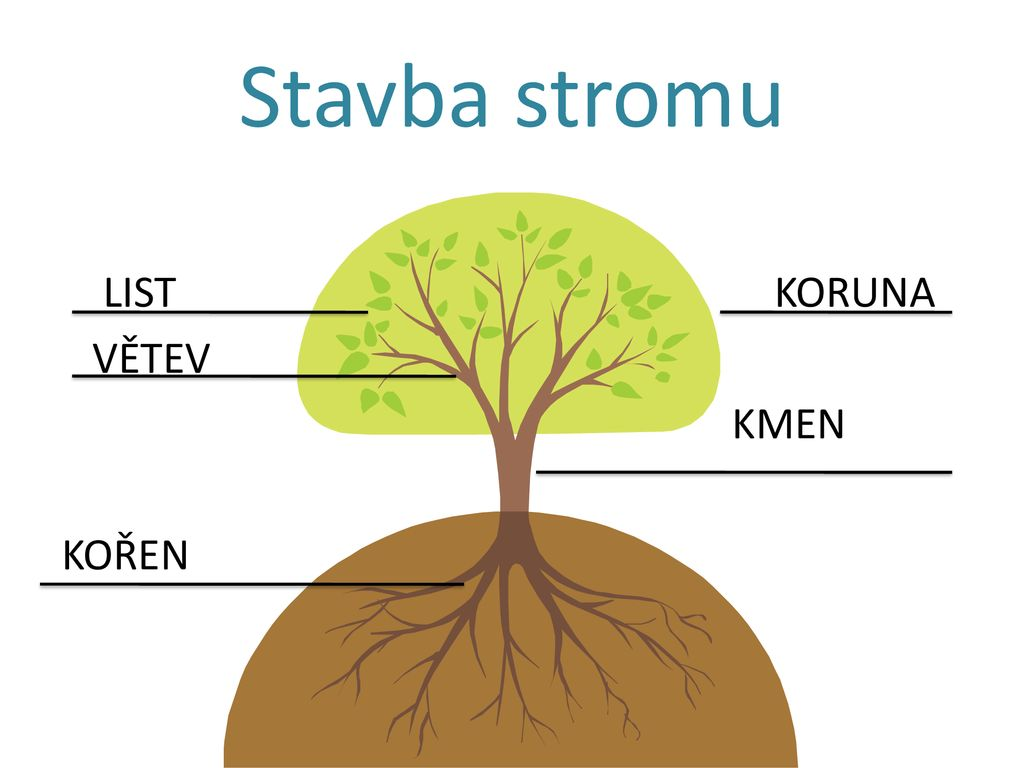 Stavba stromu
LIST
KORUNA
VĚTEV
KMEN
KOŘEN